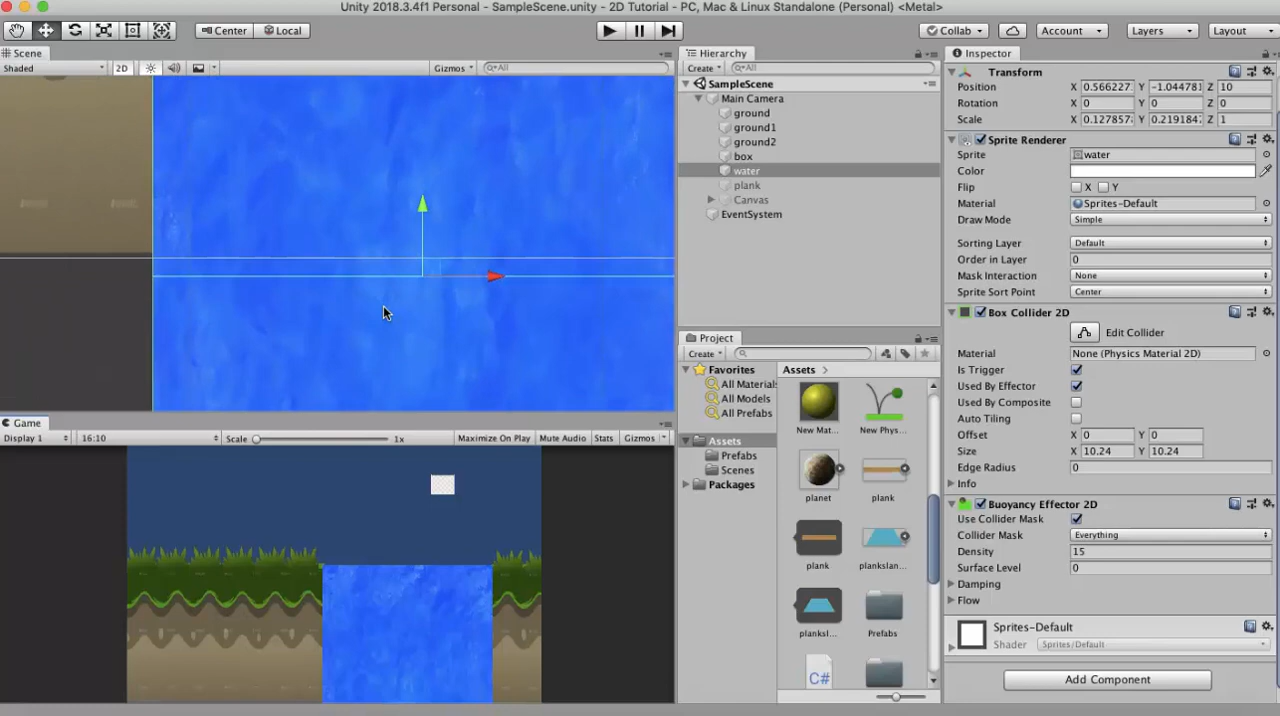 Unity 2018.3.4f1 Personal - SampleScene.unity - 2D Tutorial - PC, Mac & Linux Standalone (Personal) <Metal>
Center Local Collab Account Layers Layout
Scene
Shaded 2D Gizmos All
Game
Display 1 16:10 Scale 1x Maximize On Play Mute Audio Stats Gizmos
Hierarchy
Create All
SampleScene
Main Camera
ground
ground1
ground2
box
water
plank
Canvas
EventSystem
Project
Create
Favorites
All Materials
All Models
All Prefabs
Assets
Prefabs
Scenes
Packages
Assets
New Mat... New Phys...
planet plank
plank plankslan...
planksl... Prefabs
C#
Inspector
Transform
Position X 0.566227 Y -1.044781 Z 10
Rotation X 0 Y 0 Z 0
Scale X 0.127857 Y 0.219184 Z 1
Sprite Renderer
Sprite water
Color
Flip X Y
Material Sprites-Default
Draw Mode Simple
Sorting Layer Default
Order in Layer 0
Mask Interaction None
Sprite Sort Point Center
Box Collider 2D
Edit Collider
Material None (Physics Material 2D)
Is Trigger
Used By Effector
Used By Composite
Auto Tiling
Offset X 0 Y 0
Size X 10.24 Y 10.24
Edge Radius 0
Info
Buoyancy Effector 2D
Use Collider Mask
Collider Mask Everything
Density 15
Surface Level 0
Damping
Flow
Sprites-Default
Shader Sprites/Default
Add Component